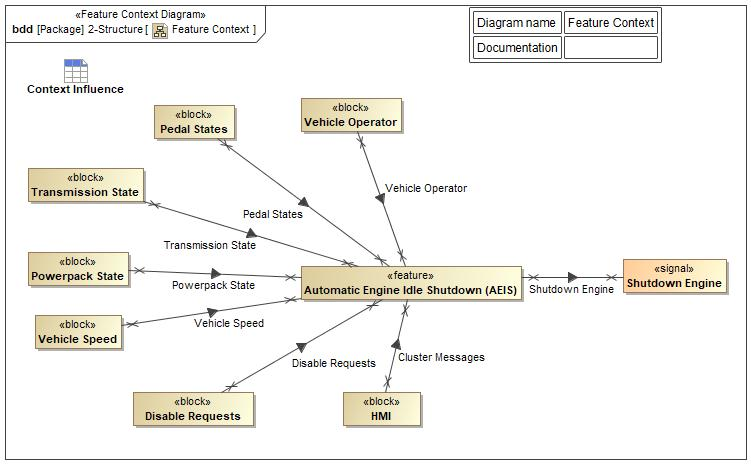 «Feature Context Diagram»
bdd [Package] 2-Structure [ Feature Context ]
Diagram name Feature Context
Documentation
Context Influence
«block»
Pedal States
«block»
Vehicle Operator
«block»
Transmission State
Vehicle Operator
Pedal States
Transmission State
«block»
Powerpack State
Powerpack State
«feature»
Automatic Engine Idle Shutdown (AEIS)
Shutdown Engine
«signal»
Shutdown Engine
«block»
Vehicle Speed
Vehicle Speed
Disable Requests
Cluster Messages
«block»
Disable Requests
«block»
HMI